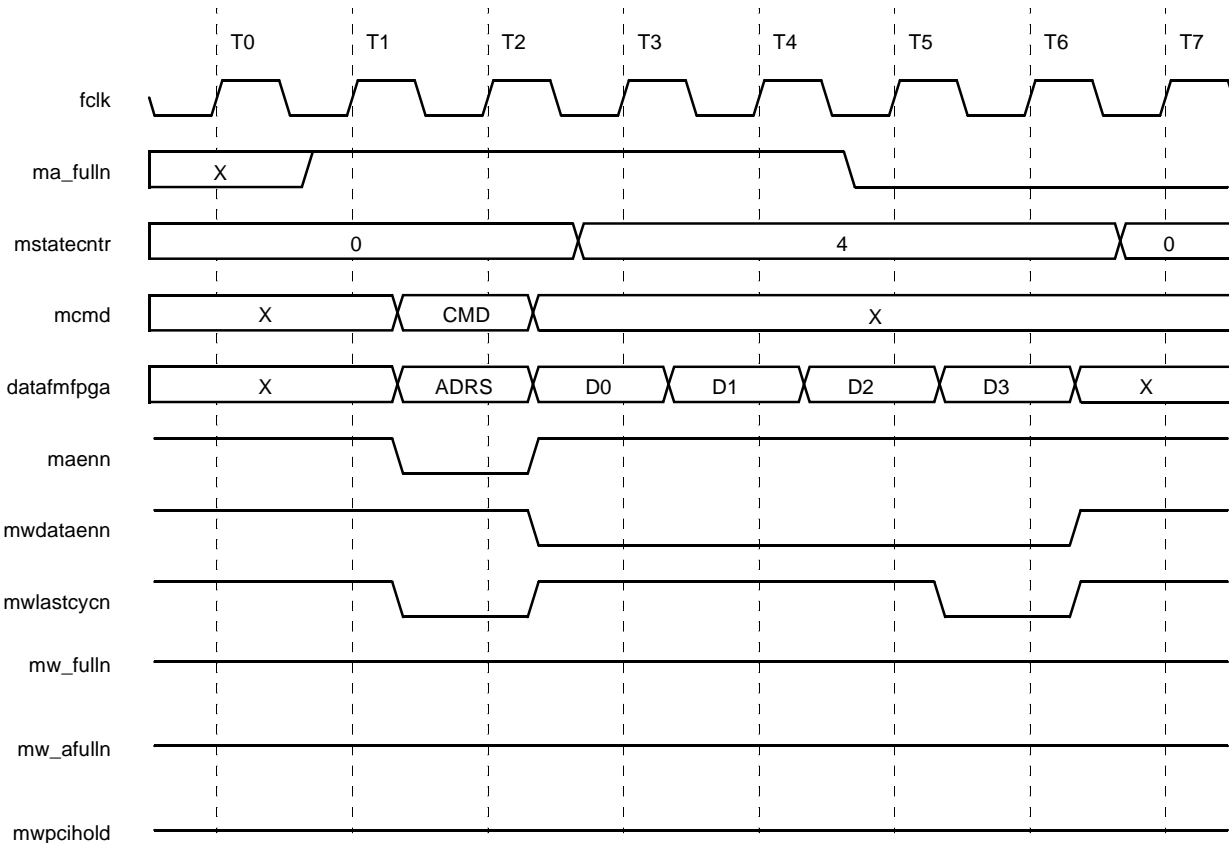 T0 T1 T2 T3 T4 T5 T6 T7
fclk
ma_fulln X
mstatecntr 0 4 0
mcmd X CMD X
datafmfpga X ADRS D0 D1 D2 D3 X
maenn
mwdataenn
mwlastcycn
mw_fulln
mw_afulln
mwpcihold